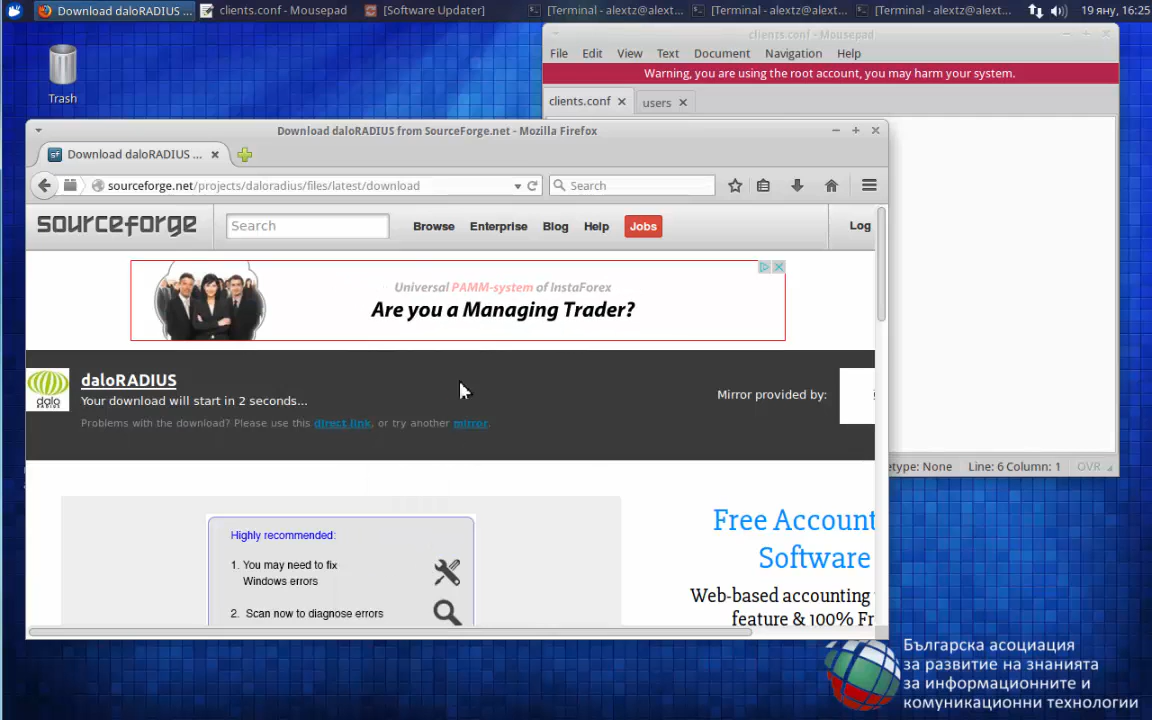 Download daloRADIUS ...
clients.conf - Mousepad
[Software Updater]
[Terminal - alextz@alext...
[Terminal - alextz@alext...
[Terminal - alextz@alext...
19 яну, 16:25
Trash
clients.conf - Mousepad
File Edit View Text Document Navigation Help
Warning, you are using the root account, you may harm your system.
clients.conf
users
Download daloRADIUS from SourceForge.net - Mozilla Firefox
Download daloRADIUS ...
sourceforge.net/projects/daloradius/files/latest/download
Search
sourceforge
Search
Browse Enterprise Blog Help Jobs
Log
Universal PAMM-system of InstaForex
Are you a Managing Trader?
dalo
RADIUS
daloRADIUS
Your download will start in 2 seconds...
Problems with the download? Please use this direct link, or try another mirror.
Mirror provided by:
Highly recommended:
1. You may need to fix
Windows errors
2. Scan now to diagnose errors
Free Account
Software
Web-based accounting
feature & 100% Fr
etype: None Line: 6 Column: 1 OVR
Българска асоциация
за развитие на знанията
за информационните и
комуникационни технологии